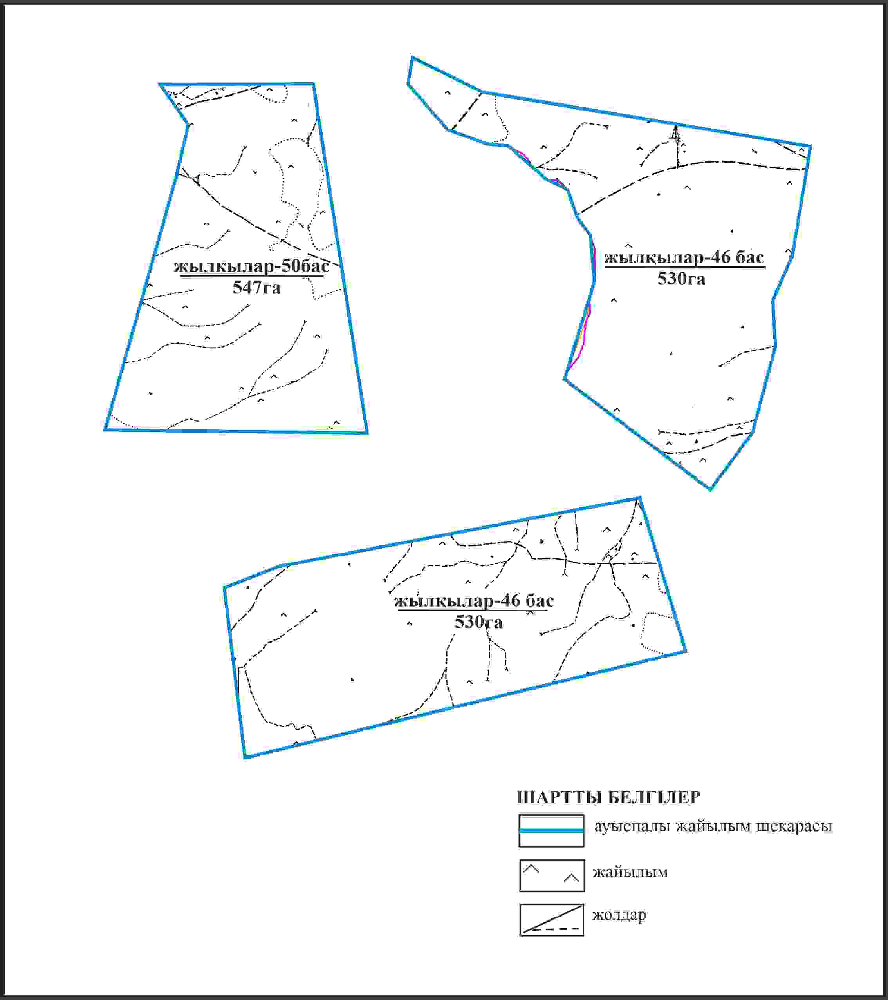 жылкылар-50бас
547га
жылқылар-46 бас
530га
жылқылар-46 бас
530га
ШАРТТЫ БЕЛГІЛЕР
ауыспалы жайылым шекарасы
жайылым
жолдар